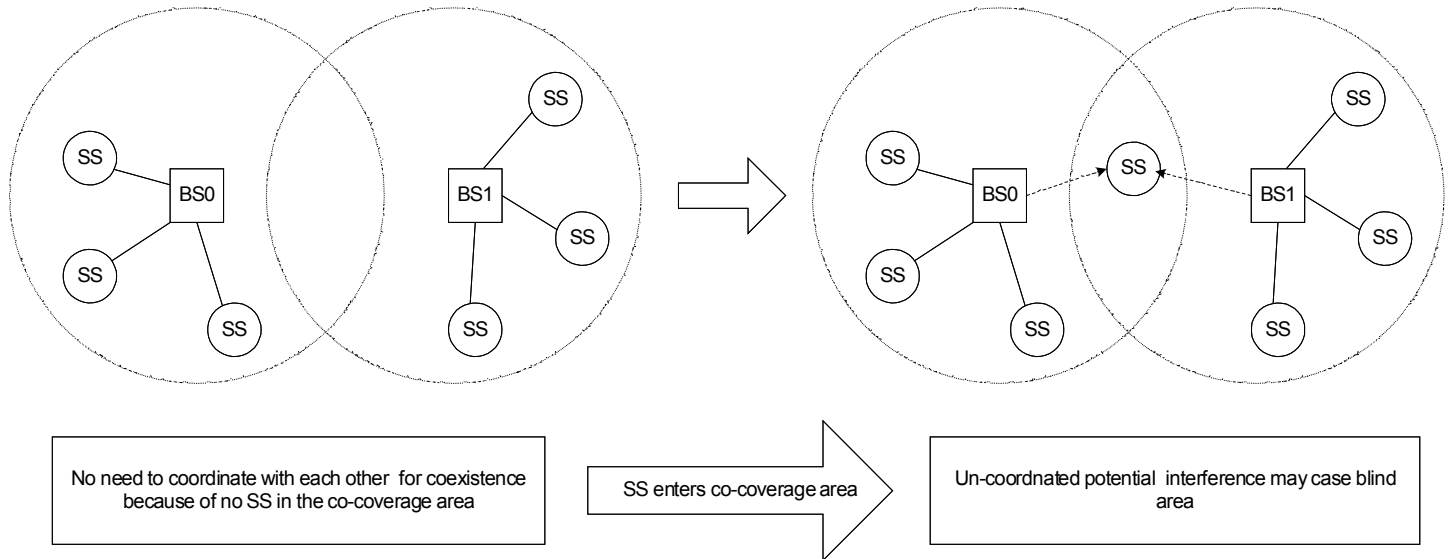 SS
SS
BS0
BS1
SS
SS
SS
SS
SS
SS
SS
SS
BS0
BS1
SS
SS
SS
SS
No need to coordinate with each other for coexistence
because of no SS in the co-coverage area
SS enters co-coverage area
Un-coordnated potential interference may case blind
area